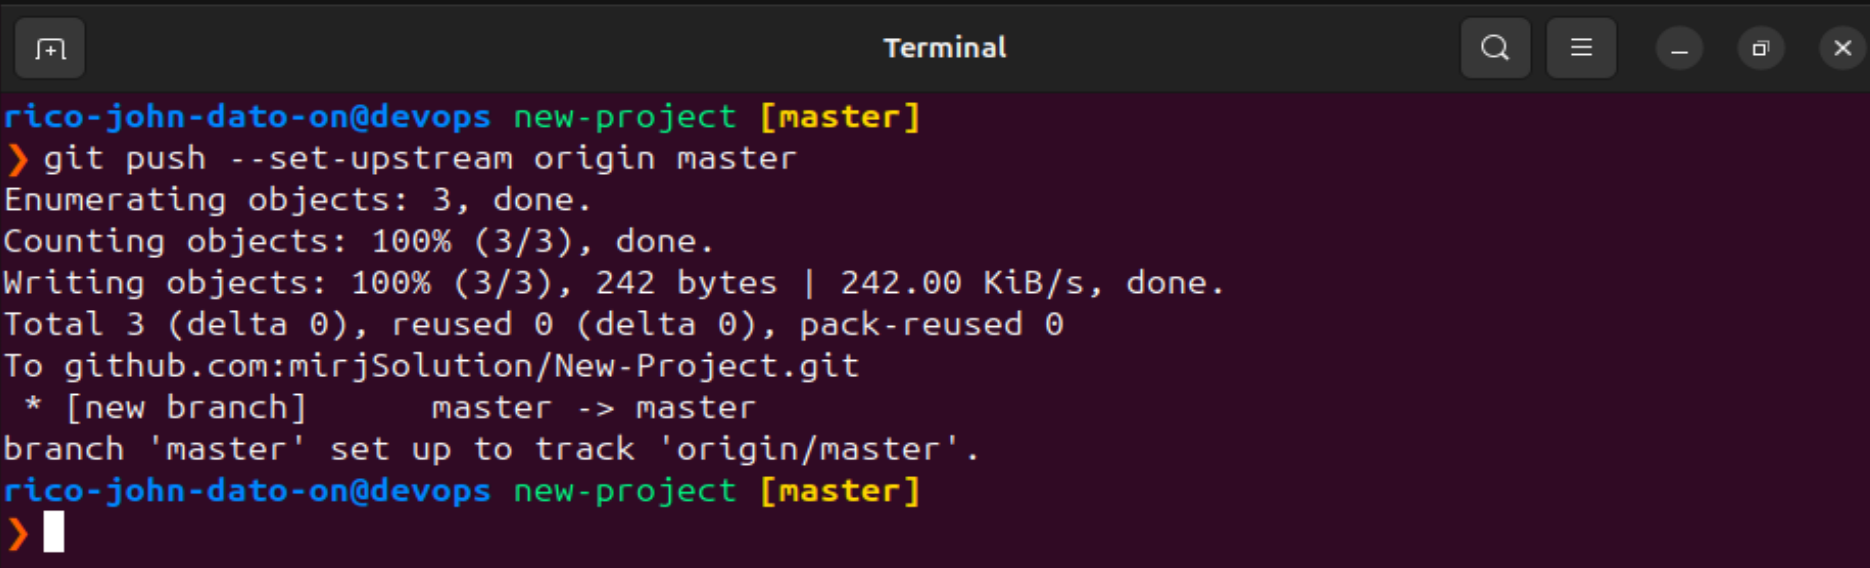 Terminal
rico-john-dato-on@devops new-project [master]
❯ git push --set-upstream origin master
Enumerating objects: 3, done.
Counting objects: 100% (3/3), done.
Writing objects: 100% (3/3), 242 bytes | 242.00 KiB/s, done.
Total 3 (delta 0), reused 0 (delta 0), pack-reused 0
To github.com:mirjSolution/New-Project.git
 * [new branch]      master -> master
branch 'master' set up to track 'origin/master'.
rico-john-dato-on@devops new-project [master]
❯